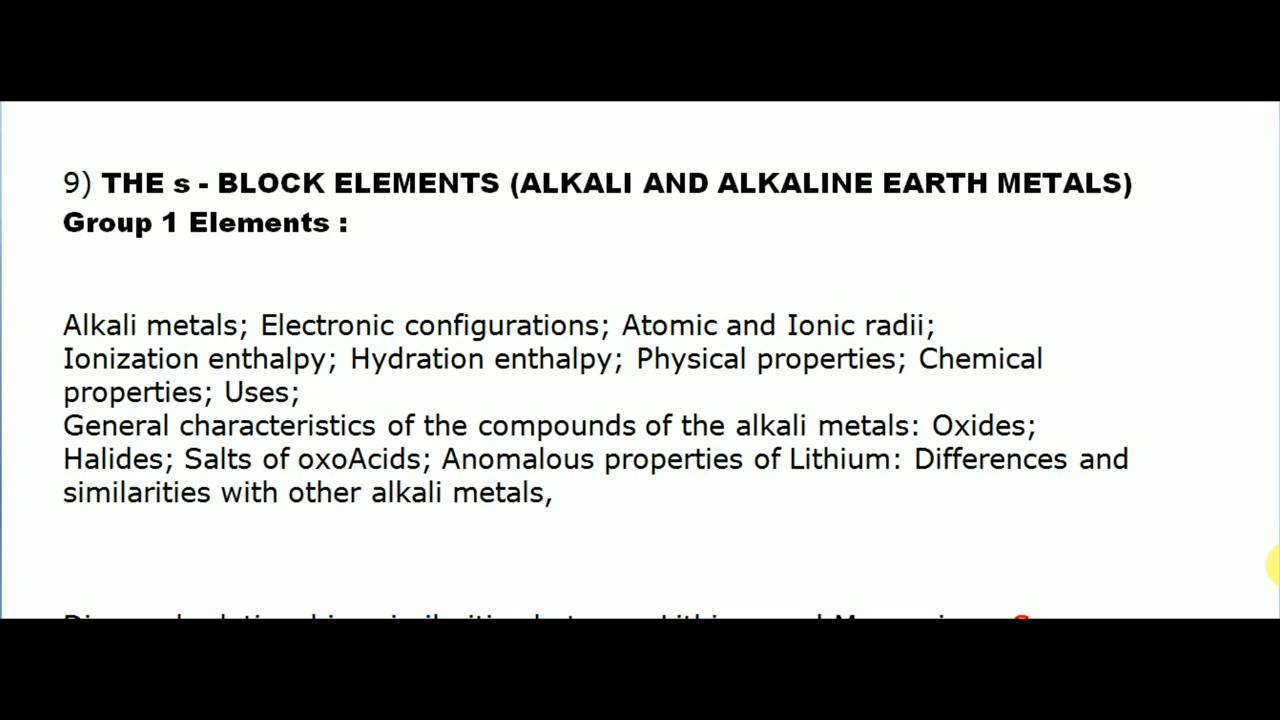 9) THE s - BLOCK ELEMENTS (ALKALI AND ALKALINE EARTH METALS)
Group 1 Elements :
Alkali metals; Electronic configurations; Atomic and Ionic radii;
Ionization enthalpy; Hydration enthalpy; Physical properties; Chemical
properties; Uses;
General characteristics of the compounds of the alkali metals: Oxides;
Halides; Salts of oxoAcids; Anomalous properties of Lithium: Differences and
similarities with other alkali metals,